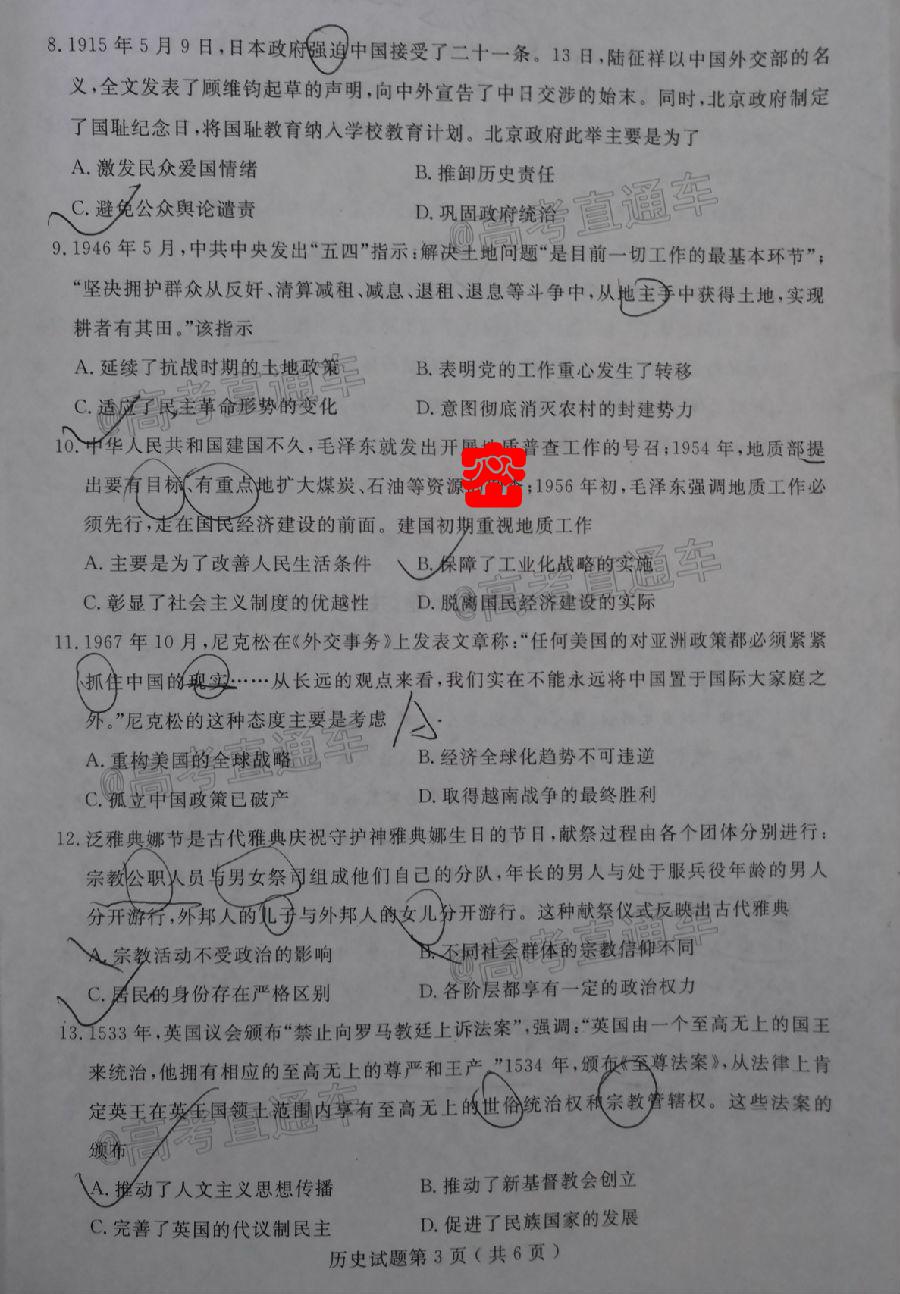 8. 1915 年 5 月 9 日，日本政府强迫中国接受了二十一条。13 日，陆征祥以中国外交部的名
义，全文发表了顾维钧起草的声明，向中外宣告了中日交涉的始末。同时，北京政府制定
了国耻纪念日，将国耻教育纳入学校教育计划。北京政府此举主要是为了
A. 激发民众爱国情绪 B. 推卸历史责任
C. 避免公众舆论谴责 D. 巩固政府统治
@高考直通车
9. 1946 年 5 月，中共中央发出“五四”指示：解决土地问题“是目前一切工作的最基本环节”；
“坚决拥护群众从反奸、清算减租、减息、退租、退息等斗争中，从地主手中获得土地，实现
耕者有其田。”该指示
A. 延续了抗战时期的土地政策 B. 表明党的工作重心发生了转移
C. 适应了民主革命形势的变化 D. 意图彻底消灭农村的封建势力
@高考直通车
10. 中华人民共和国建国不久，毛泽东就发出开展地质普查工作的号召；1954 年，地质部提
出要有目标、有重点地扩大煤炭、石油等资源；1956 年初，毛泽东强调地质工作必
须先行，走在国民经济建设的前面。建国初期重视地质工作
A. 主要是为了改善人民生活条件 B. 保障了工业化战略的实施
C. 彰显了社会主义制度的优越性 D. 脱离国民经济建设的实际
@高考直通车
11. 1967 年 10 月，尼克松在《外交事务》上发表文章称：“任何美国的对亚洲政策都必须紧紧
抓住中国的现实……从长远的观点来看，我们实在不能永远将中国置于国际大家庭之
外。”尼克松的这种态度主要是考虑
A. 重构美国的全球战略 B. 经济全球化趋势不可违逆
C. 孤立中国政策已破产 D. 取得越南战争的最终胜利
@高考直通车
12. 泛雅典娜节是古代雅典庆祝守护神雅典娜生日的节日，献祭过程由各个团体分别进行：
宗教公职人员与男女祭司组成他们自己的分队，年长的男人与处于服兵役年龄的男人
分开游行，外邦人的儿子与外邦人的女儿分开游行。这种献祭仪式反映出古代雅典
A. 宗教活动不受政治的影响 B. 不同社会群体的宗教信仰不同
C. 居民的身份存在严格区别 D. 各阶层都享有一定的政治权力
@高考直通车
13. 1533 年，英国议会颁布“禁止向罗马教廷上诉法案”，强调：“英国由一个至高无上的国王
来统治，他拥有相应的至高无上的尊严和王产。”1534 年，颁布《至尊法案》，从法律上肯
定英王在英王国领土范围内享有至高无上的世俗统治权和宗教管辖权。这些法案的
颁布
@高考直通车
A. 推动了人文主义思想传播 B. 推动了新基督教会创立
C. 完善了英国的代议制民主 D. 促进了民族国家的发展
历史试题第 3 页（共 6 页）